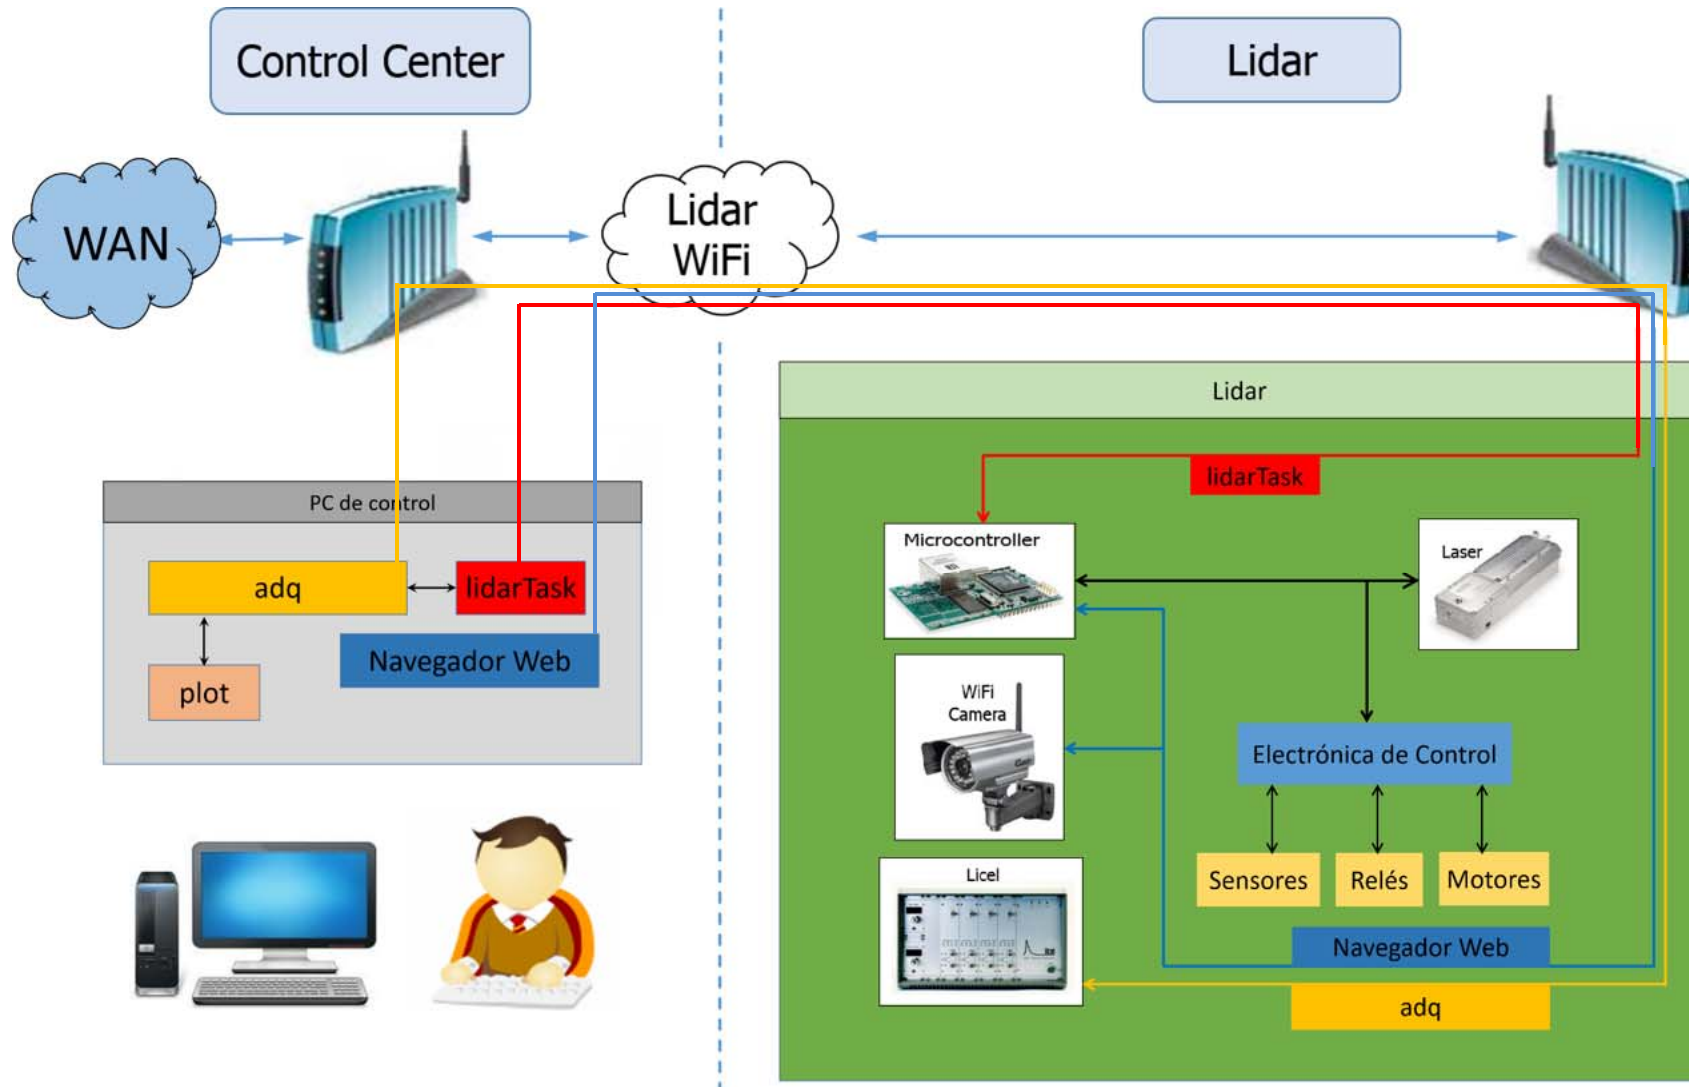 Control Center
Lidar
WAN
Lidar
WiFi
Lidar
PC de control
lidarTask
Microcontroller
Laser
adq
lidarTask
Navegador Web
plot
WiFi
Camera
Electrónica de Control
Sensores
Relés
Motores
Licel
Navegador Web
adq